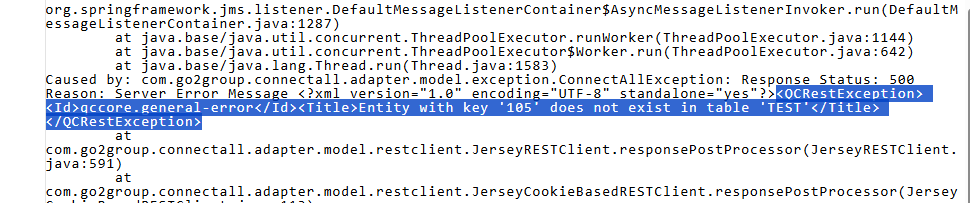 org.springframework.jms.listener.DefaultMessageListenerContainer$AsyncMessageListenerInvoker.run(DefaultM
essageListenerContainer.java:1287)
at java.base/java.util.concurrent.ThreadPoolExecutor.runWorker(ThreadPoolExecutor.java:1144)
at java.base/java.util.concurrent.ThreadPoolExecutor$Worker.run(ThreadPoolExecutor.java:642)
at java.base/java.lang.Thread.run(Thread.java:1583)
Caused by: com.go2group.connectall.adapter.model.exception.ConnectAllException: Response Status: 500
Reason: Server Error Message <?xml version="1.0" encoding="UTF-8" standalone="yes"?><QCRestException>
<Id>qccore.general-error</Id><Title>Entity with key '105' does not exist in table 'TEST'</Title>
</QCRestException>
at
com.go2group.connectall.adapter.model.restclient.JerseyRESTClient.responsePostProcessor(JerseyRESTClient.
java:591)
at
com.go2group.connectall.adapter.model.restclient.JerseyCookieBasedRESTClient.responsePostProcessor(Jersey